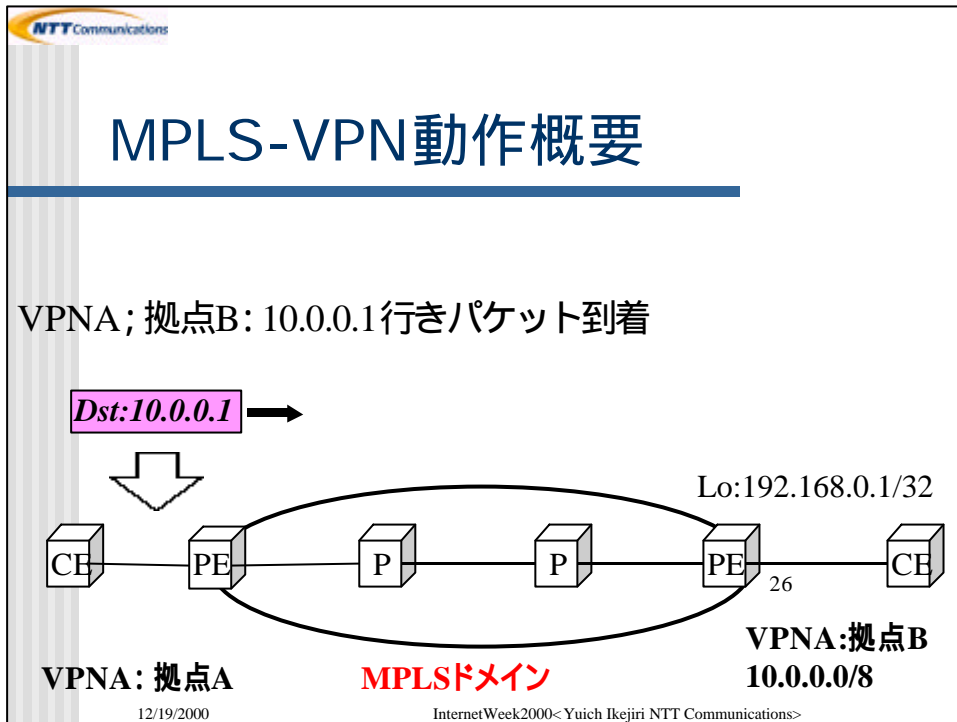 NTT Communications
MPLS-VPN動作概要
VPNA; 拠点B: 10.0.0.1行きパケット到着
Dst:10.0.0.1
Lo:192.168.0.1/32
CE PE P P PE CE
26
VPNA: 拠点A
MPLSドメイン
VPNA:拠点B
10.0.0.0/8
12/19/2000
InternetWeek2000<Yuich Ikejiri NTT Communications>